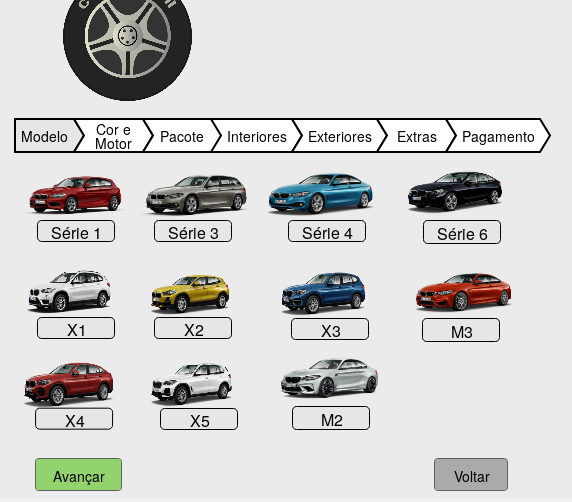 Modelo
Cor e
Motor
Pacote
Interiores
Exteriores
Extras
Pagamento
Série 1
Série 3
Série 4
Série 6
X1
X2
X3
M3
X4
X5
M2
Avançar
Voltar